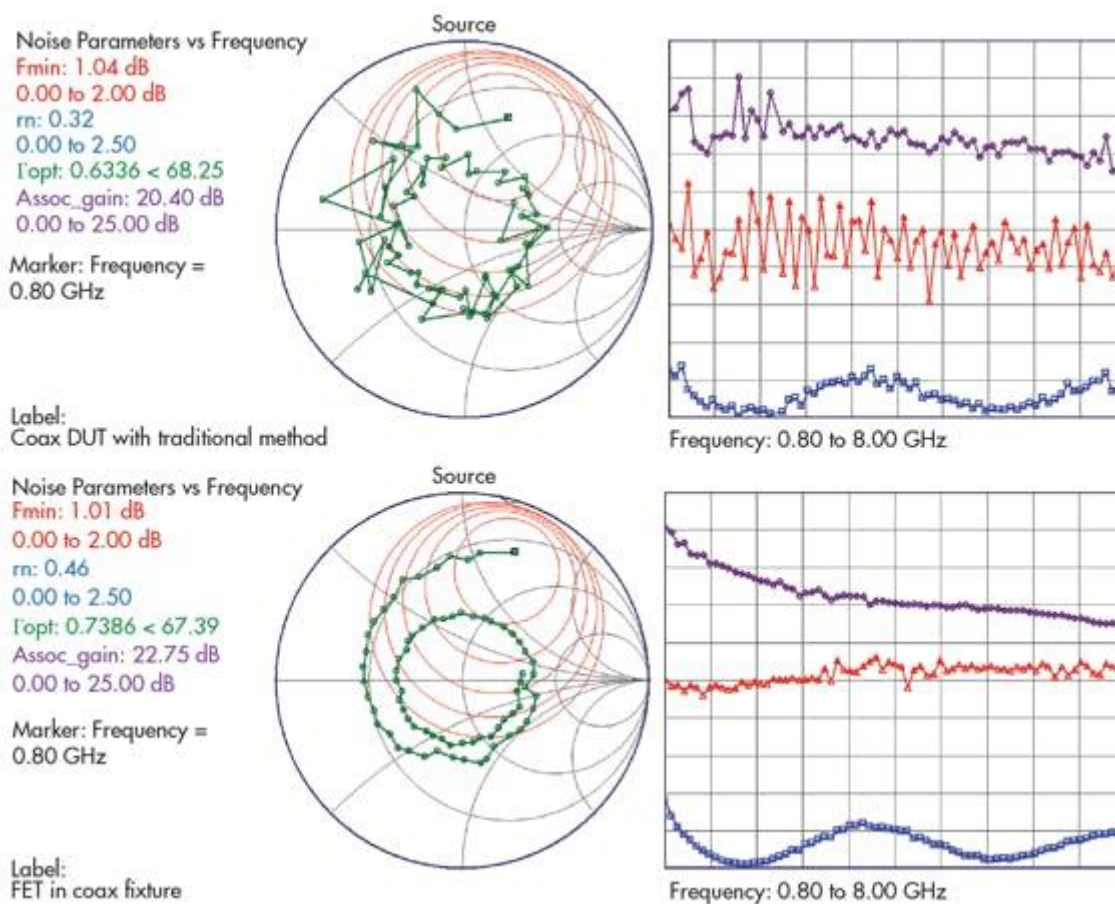 Source
Noise Parameters vs Frequency
Fmin: 1.04 dB
0.00 to 2.00 dB
rn: 0.32
0.00 to 2.50
Γopt: 0.6336 < 68.25
Assoc_gain: 20.40 dB
0.00 to 25.00 dB
Marker: Frequency =
0.80 GHz
Label:
Coax DUT with traditional method
Frequency: 0.80 to 8.00 GHz
Source
Noise Parameters vs Frequency
Fmin: 1.01 dB
0.00 to 2.00 dB
rn: 0.46
0.00 to 2.50
Γopt: 0.7386 < 67.39
Assoc_gain: 22.75 dB
0.00 to 25.00 dB
Marker: Frequency =
0.80 GHz
Label:
FET in coax fixture
Frequency: 0.80 to 8.00 GHz